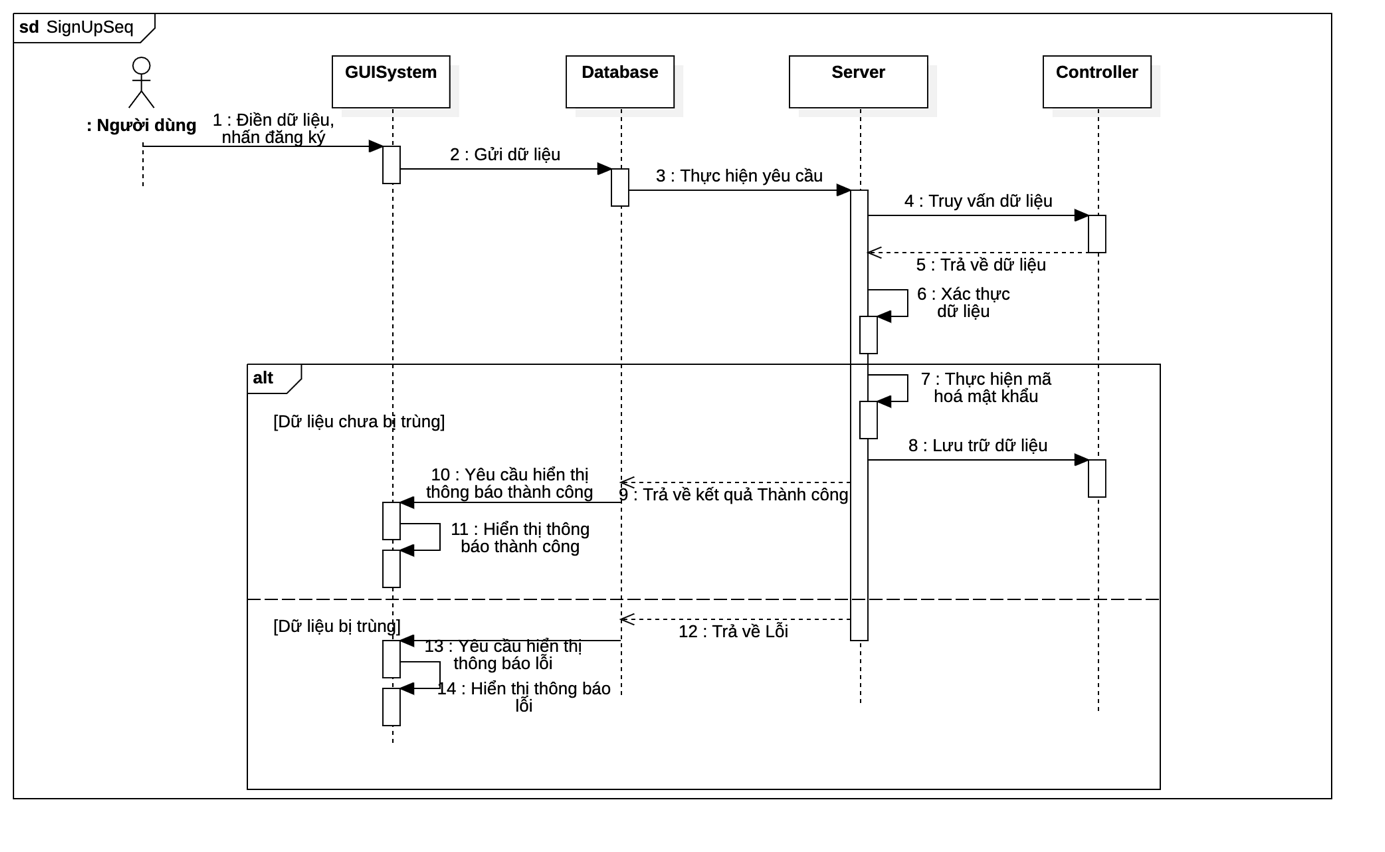 sd SignUpSeq
GUISystem
Database
Server
Controller
: Người dùng
1 : Điền dữ liệu,
nhấn đăng ký
2 : Gửi dữ liệu
3 : Thực hiện yêu cầu
4 : Truy vấn dữ liệu
5 : Trả về dữ liệu
6 : Xác thực
dữ liệu
alt
7 : Thực hiện mã
hoá mật khẩu
[Dữ liệu chưa bị trùng]
8 : Lưu trữ dữ liệu
10 : Yêu cầu hiển thị
thông báo thành công
9 : Trả về kết quả Thành công
11 : Hiển thị thông
báo thành công
[Dữ liệu bị trùng]
12 : Trả về Lỗi
13 : Yêu cầu hiển thị
thông báo lỗi
14 : Hiển thị thông báo
lỗi